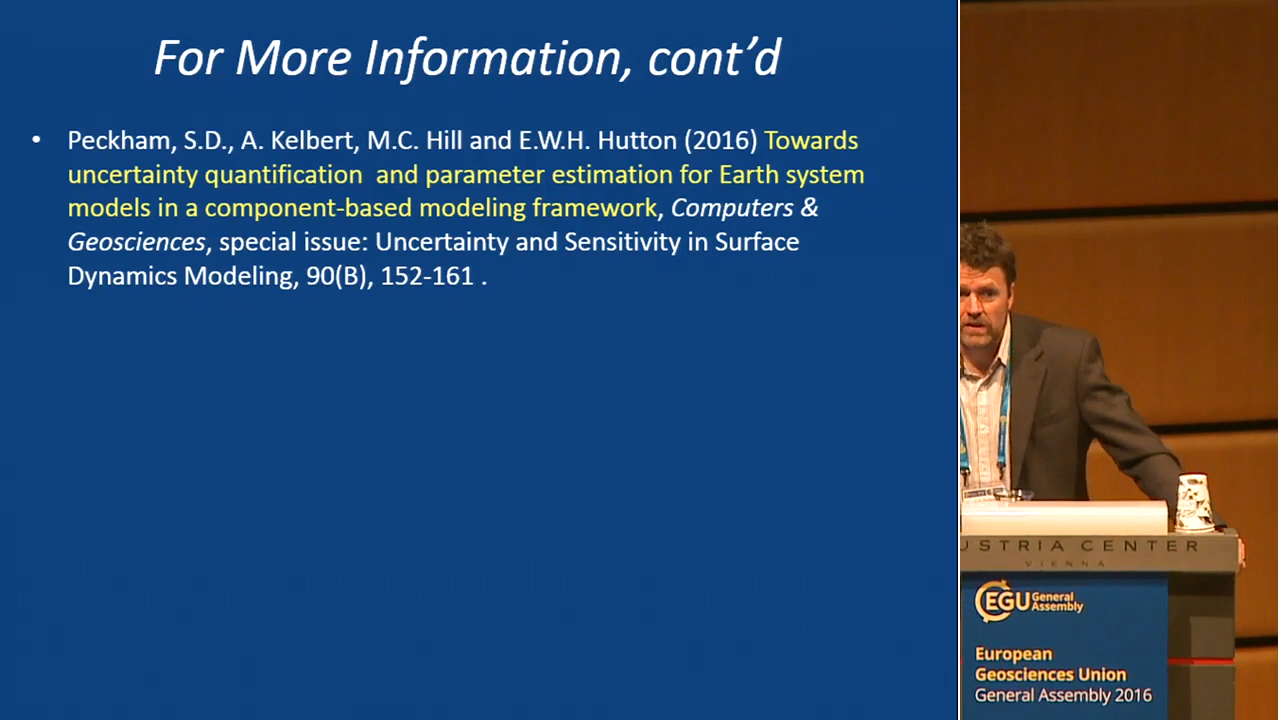 For More Information, cont’d
• Peckham, S.D., A. Kelbert, M.C. Hill and E.W.H. Hutton (2016) Towards
uncertainty quantification  and parameter estimation for Earth system
models in a component-based modeling framework, Computers &
Geosciences, special issue: Uncertainty and Sensitivity in Surface
Dynamics Modeling, 90(B), 152-161 .
USTRIA CENTER
VIENNA
EGU General
Assembly
European
Geosciences Union
General Assembly 2016